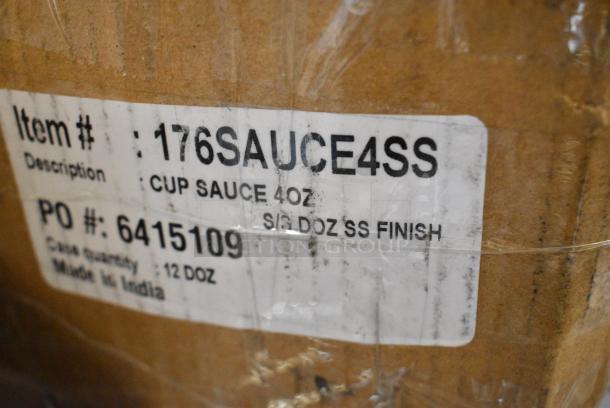 Item # : 176SAUCE4SS
Description : CUP SAUCE 4OZ
S/S DOZ SS FINISH
PO #: 6415109
Case quantity : 12 DOZ
Made in India